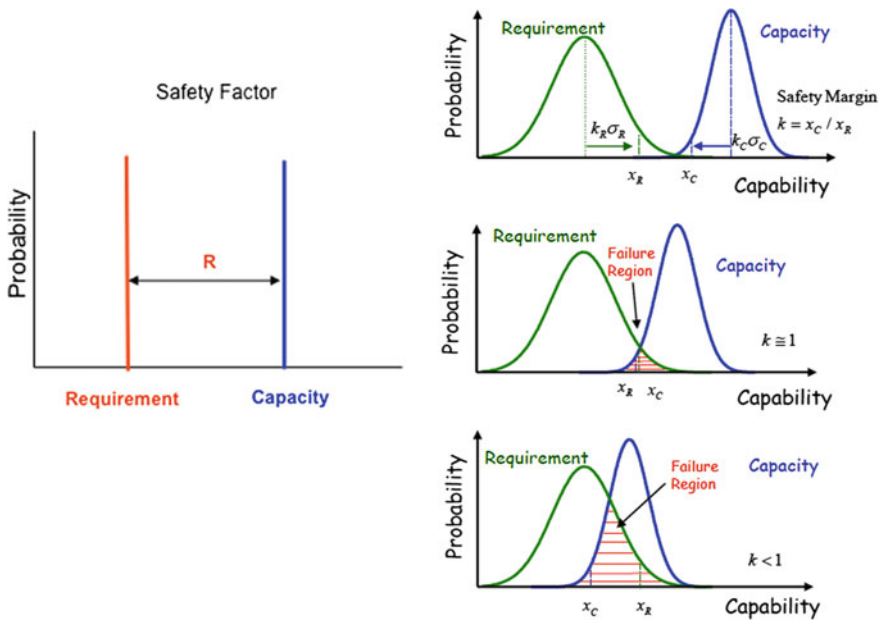 Safety Factor
Probability
R
Requirement
Capacity
Requirement
Capacity
Probability
Safety Margin
k = x_C / x_R
k_Rσ_R
k_Cσ_C
x_R
x_C
Capability
Requirement
Failure
Region
Capacity
Probability
k ≅ 1
x_R
x_C
Capability
Requirement
Failure
Region
Capacity
Probability
k < 1
x_C
x_R
Capability